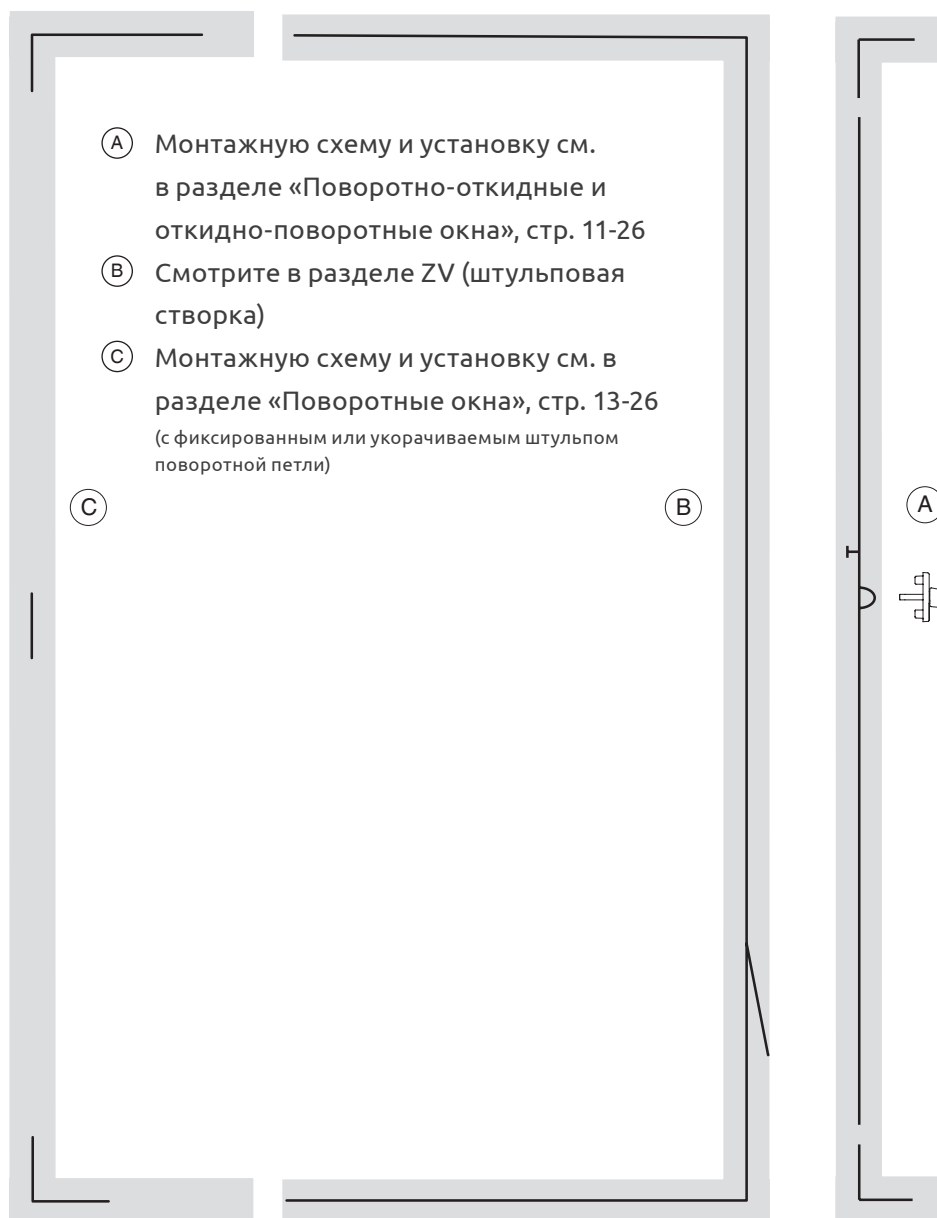 A Монтажную схему и установку см.
в разделе «Поворотно-откидные и
откидно-поворотные окна», стр. 11-26
B Смотрите в разделе ZV (штульповая
створка)
C Монтажную схему и установку см. в
разделе «Поворотные окна», стр. 13-26
(с фиксированным или укорачиваемым штульпом
поворотной петли)
C
B
A